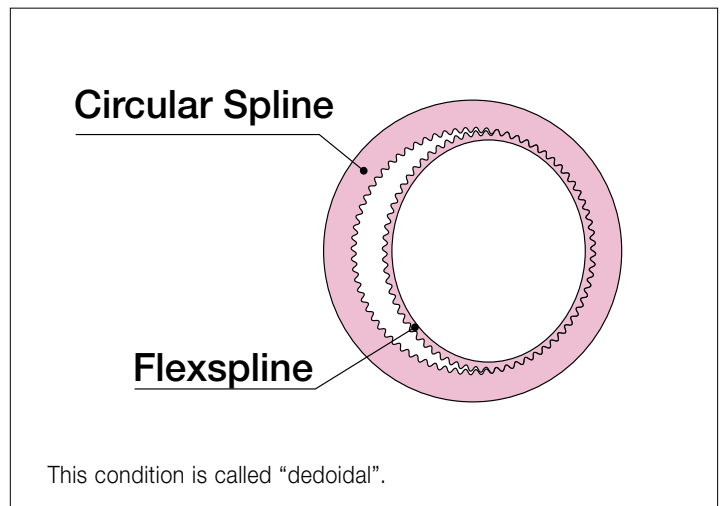 Circular Spline
Flexspline
This condition is called “dedoidal”.